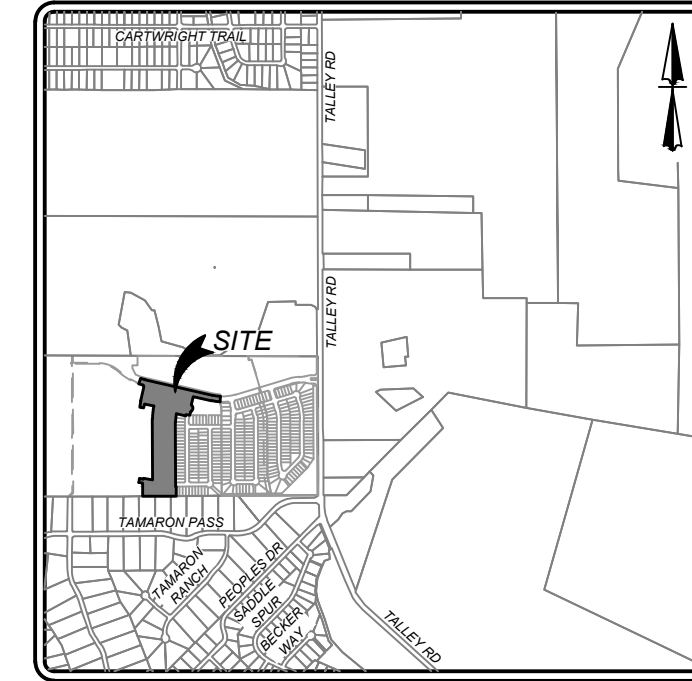 CARTWRIGHT TRAIL
TALLEY RD
TALLEY RD
SITE
TAMARON PASS
TAMARON
RANCH
PEOPLES DR
SADDLE
SPUR
BECKER
WAY
TALLEY RD